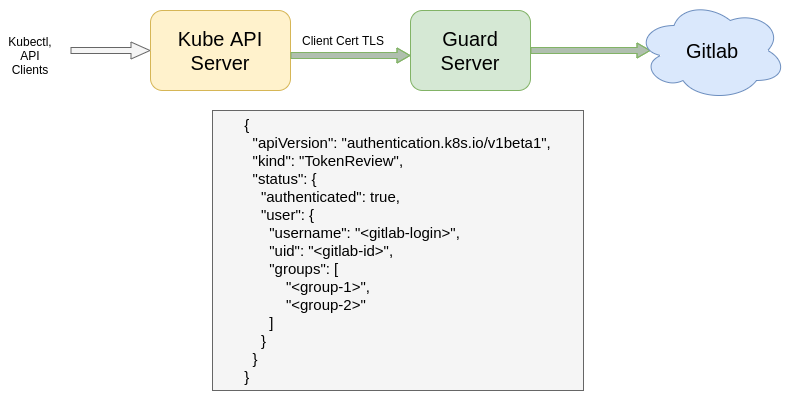 Kubectl,
API
Clients
Kube API
Server
Client Cert TLS
Guard
Server
Gitlab
{
"apiVersion": "authentication.k8s.io/v1beta1",
"kind": "TokenReview",
"status": {
"authenticated": true,
"user": {
"username": "<gitlab-login>",
"uid": "<gitlab-id>",
"groups": [
"<group-1>",
"<group-2>"
]
}
}
}